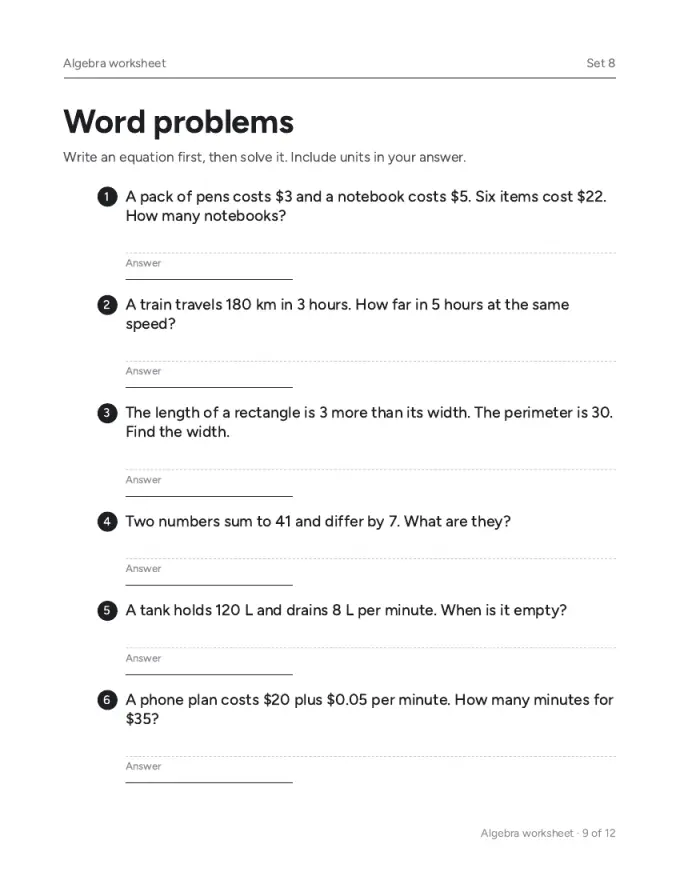 Algebra worksheet
Set 8
Word problems
Write an equation first, then solve it. Include units in your answer.
1 A pack of pens costs $3 and a notebook costs $5. Six items cost $22.
How many notebooks?
Answer
2 A train travels 180 km in 3 hours. How far in 5 hours at the same
speed?
Answer
3 The length of a rectangle is 3 more than its width. The perimeter is 30.
Find the width.
Answer
4 Two numbers sum to 41 and differ by 7. What are they?
Answer
5 A tank holds 120 L and drains 8 L per minute. When is it empty?
Answer
6 A phone plan costs $20 plus $0.05 per minute. How many minutes for
$35?
Answer
Algebra worksheet · 9 of 12